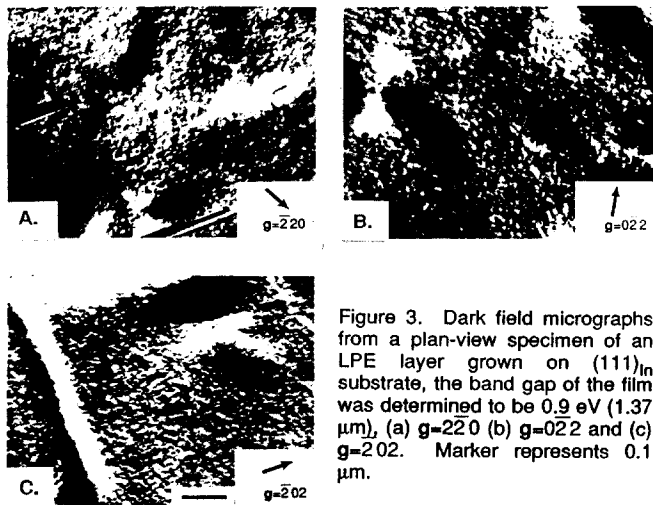 A.
g=2̄20
B.
g=02̄2
C.
g=2̄02
Figure 3. Dark field micrographs
from a plan-view specimen of an
LPE layer grown on (111)In
substrate, the band gap of the film
was determined to be 0.9 eV (1.37
μm), (a) g=22̄0 (b) g=02̄2 and (c)
g=2̄02. Marker represents 0.1
μm.